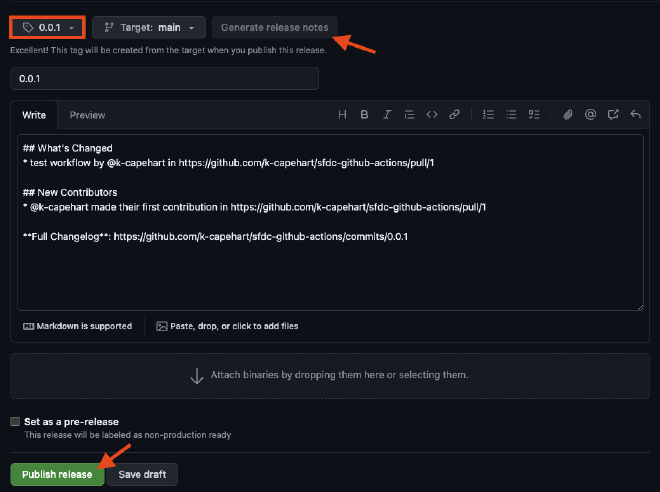 0.0.1 Target: main Generate release notes
Excellent! This tag will be created from the target when you publish this release.
0.0.1
Write Preview
## What's Changed
* test workflow by @k-capehart in https://github.com/k-capehart/sfdc-github-actions/pull/1
## New Contributors
* @k-capehart made their first contribution in https://github.com/k-capehart/sfdc-github-actions/pull/1
**Full Changelog**: https://github.com/k-capehart/sfdc-github-actions/commits/0.0.1
Markdown is supported Paste, drop, or click to add files
Attach binaries by dropping them here or selecting them.
Set as a pre-release
This release will be labeled as non-production ready
Publish release Save draft